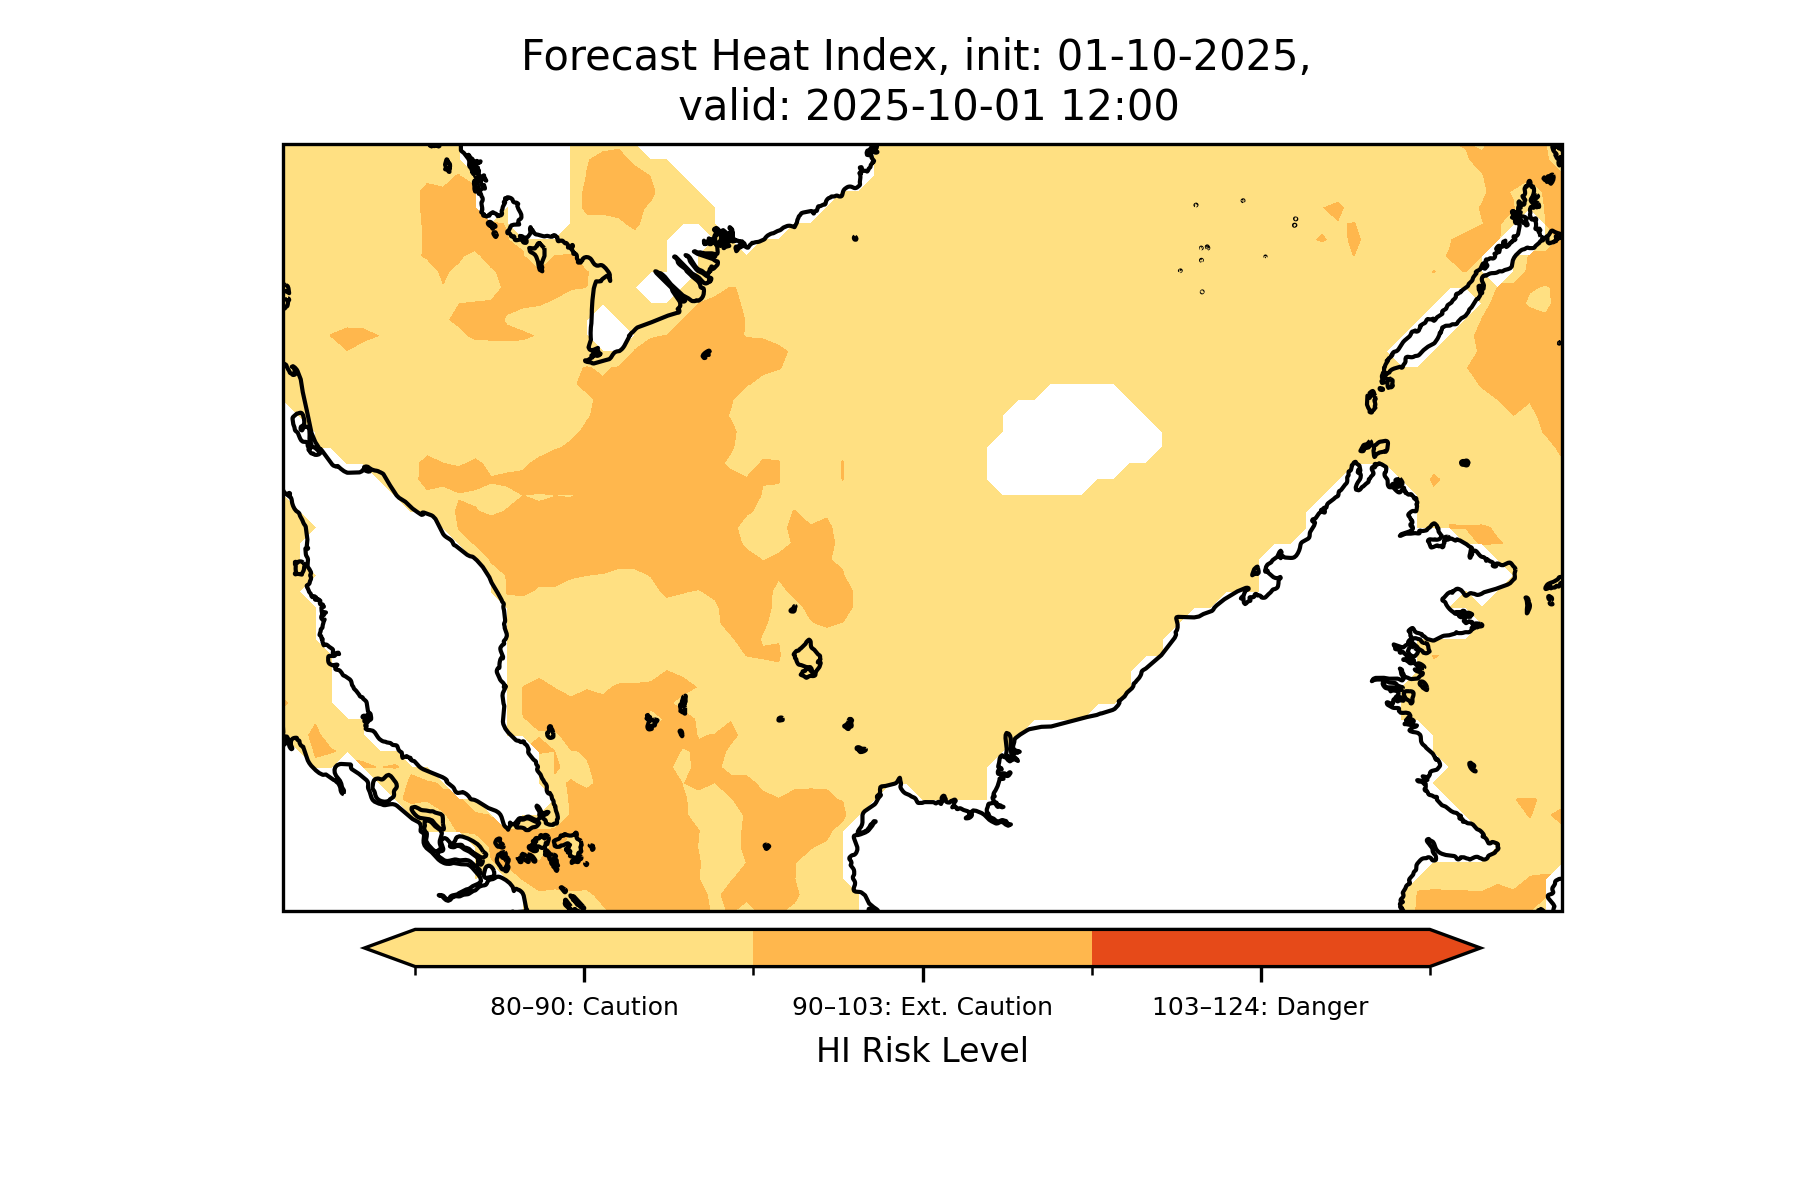 Forecast Heat Index, init: 01-10-2025,
valid: 2025-10-01 12:00
80–90: Caution
90–103: Ext. Caution
103–124: Danger
HI Risk Level